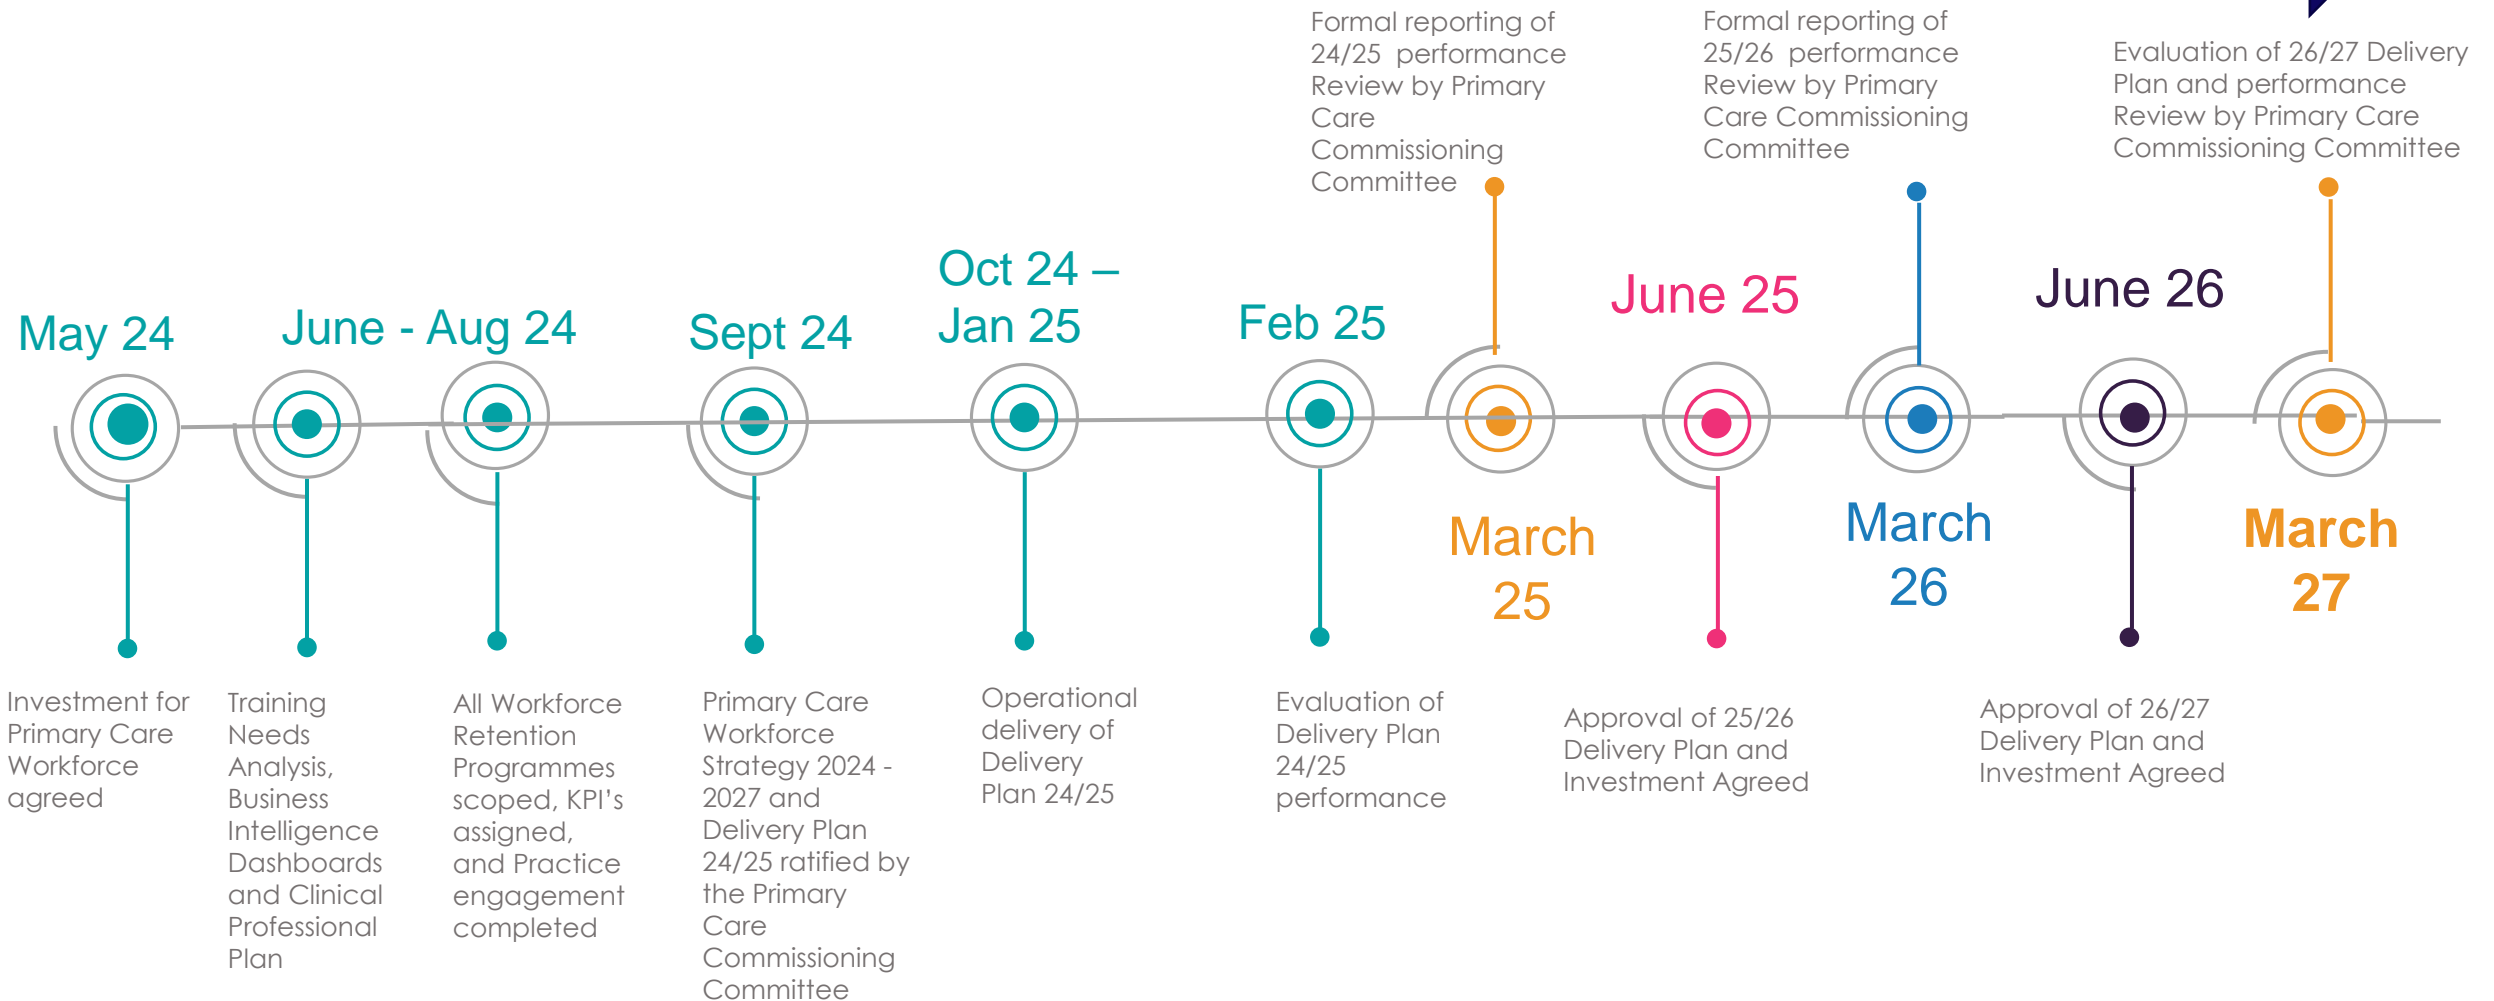 May 24
Investment for
Primary Care
Workforce
agreed
June - Aug 24
Training
Needs
Analysis,
Business
Intelligence
Dashboards
and Clinical
Professional
Plan
All Workforce
Retention
Programmes
scoped, KPI's
assigned,
and Practice
engagement
completed
Sept 24
Primary Care
Workforce
Strategy 2024 -
2027 and
Delivery Plan
24/25 ratified by
the Primary
Care
Commissioning
Committee
Oct 24 –
Jan 25
Operational
delivery of
Delivery
Plan 24/25
Feb 25
Evaluation of
Delivery Plan
24/25
performance
Formal reporting of
24/25  performance
Review by Primary
Care
Commissioning
Committee
March
25
June 25
Approval of 25/26
Delivery Plan and
Investment Agreed
Formal reporting of
25/26  performance
Review by Primary
Care Commissioning
Committee
March
26
June 26
Approval of 26/27
Delivery Plan and
Investment Agreed
Evaluation of 26/27 Delivery
Plan and performance
Review by Primary Care
Commissioning Committee
March
27